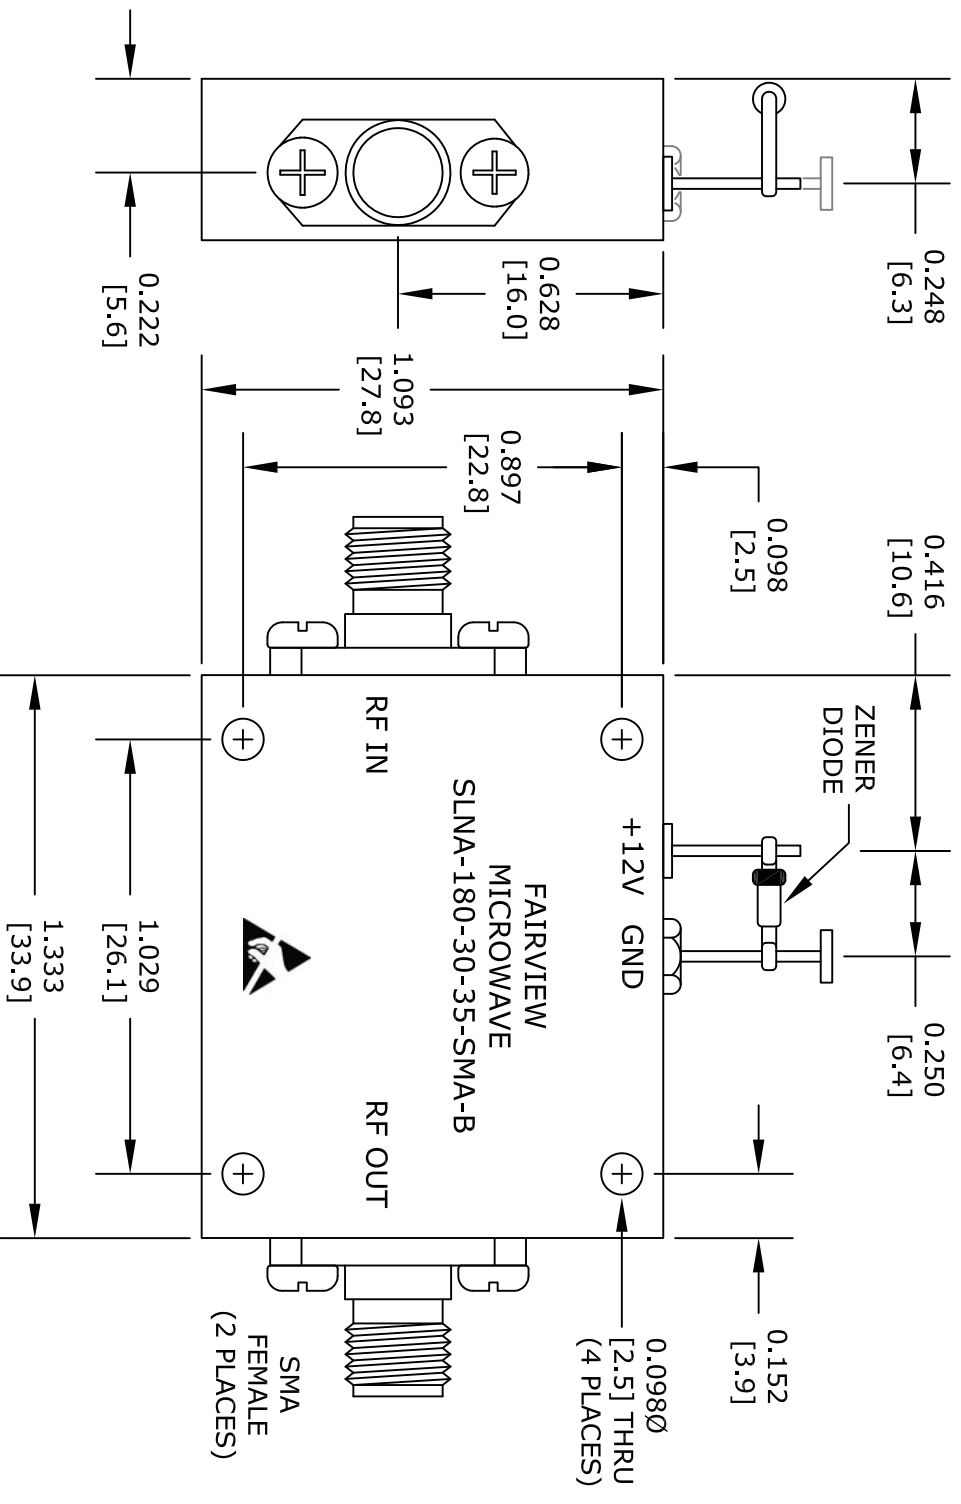 0.248
[6.3]
0.628
[16.0]
0.222
[5.6]
0.416
[10.6]
0.250
[6.4]
0.152
[3.9]
0.098
[2.5]
0.897
[22.8]
1.093
[27.8]
ZENER
DIODE
+12V GND
FAIRVIEW
MICROWAVE
SLNA-180-30-35-SMA-B
RF IN
RF OUT
0.098Ø
[2.5] THRU
(4 PLACES)
SMA
FEMALE
(2 PLACES)
1.029
[26.1]
1.333
[33.9]